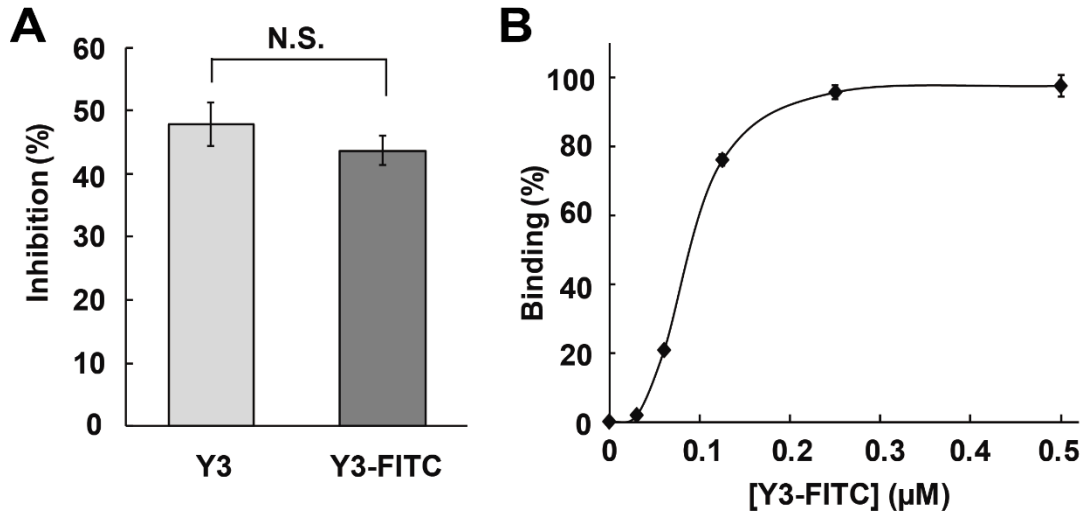 A
N.S.
60
50
40
30
20
10
0
Inhibition (%)
Y3
Y3-FITC
B
100
80
60
40
20
0
Binding (%)
0
0.1
0.2
0.3
0.4
0.5
[Y3-FITC] (μM)